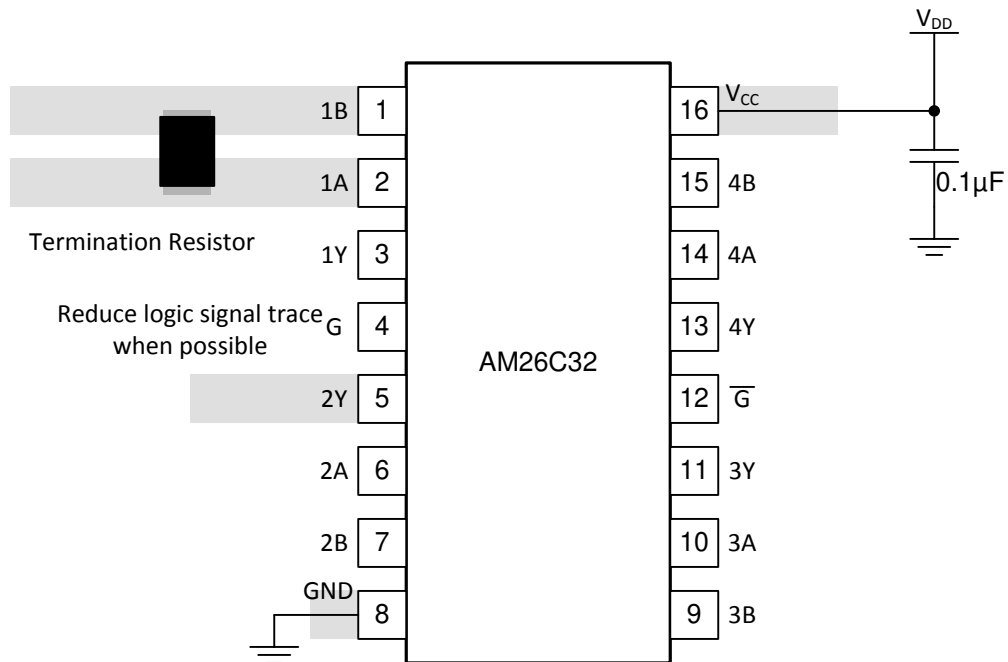 V_DD
1B 1 16 V_CC
1A 2 15 4B 0.1µF
Termination Resistor
1Y 3 14 4A
Reduce logic signal trace
when possible
G 4 13 4Y
AM26C32
2Y 5 12 G̅
2A 6 11 3Y
2B 7 10 3A
GND 8 9 3B